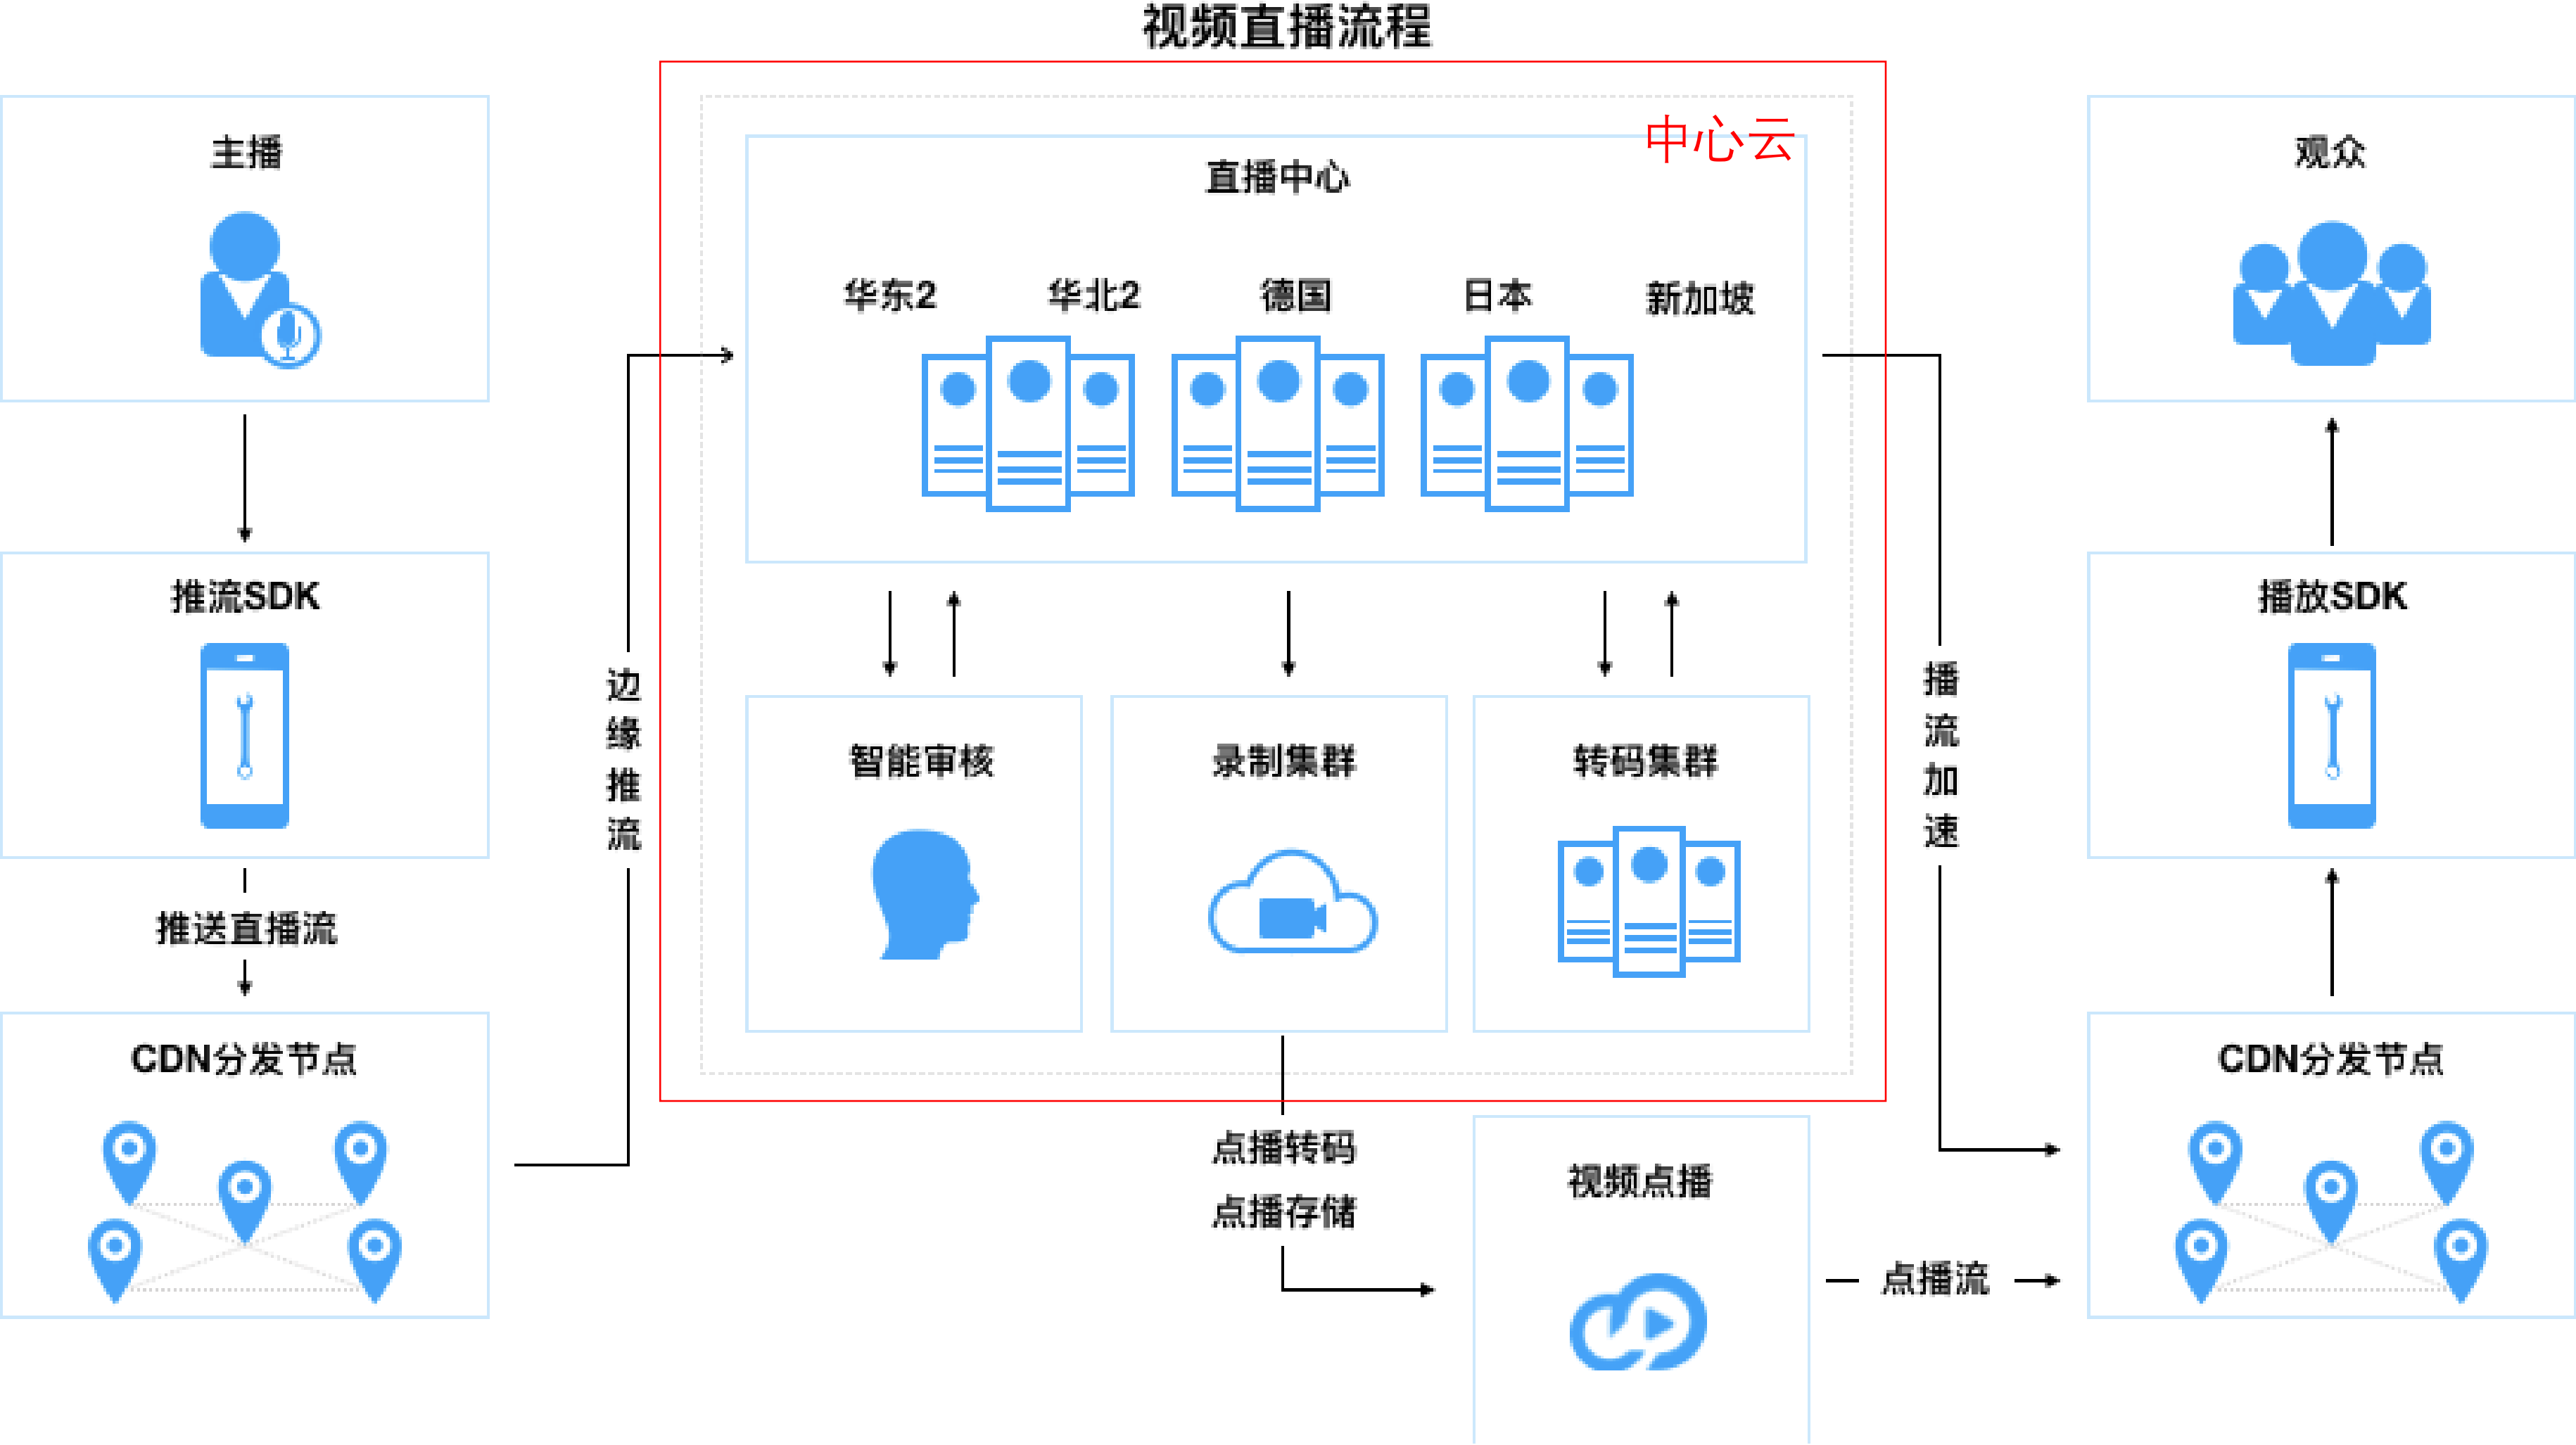 视频直播流程
主播
推流SDK
推送直播流
CDN分发节点
边缘推流
中心云
直播中心
华东2
华北2
德国
日本
新加坡
智能审核
录制集群
转码集群
点播转码
点播存储
视频点播
点播流
播流加速
观众
播放SDK
CDN分发节点